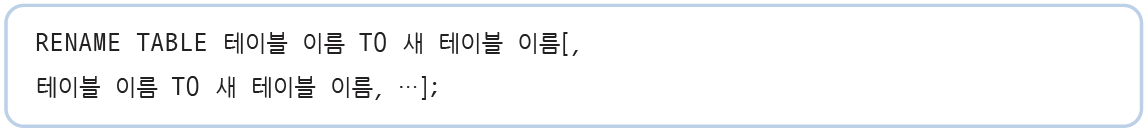 RENAME TABLE 테이블 이름 TO 새 테이블 이름[,
테이블 이름 TO 새 테이블 이름, …];